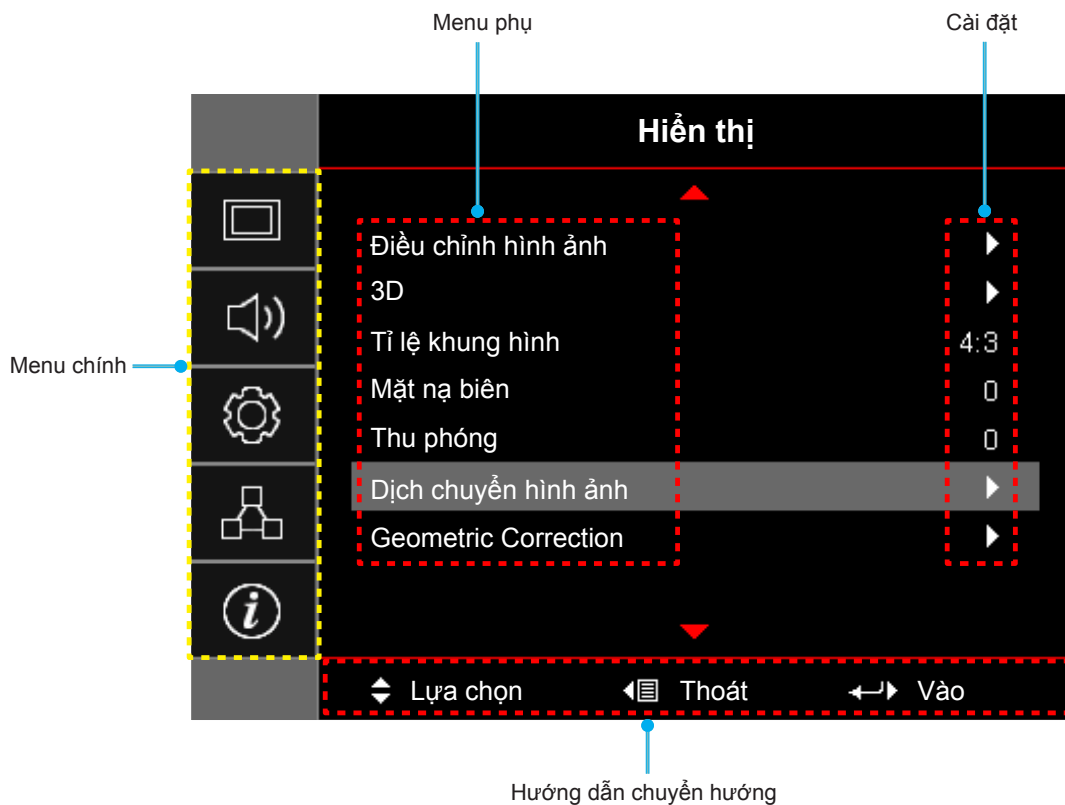 Menu phụ
Cài đặt
Hiển thị
Điều chỉnh hình ảnh
3D
Tỉ lệ khung hình 4:3
Mặt nạ biên 0
Thu phóng 0
Dịch chuyển hình ảnh
Geometric Correction
Menu chính
Lựa chọn Thoát Vào
Hướng dẫn chuyển hướng